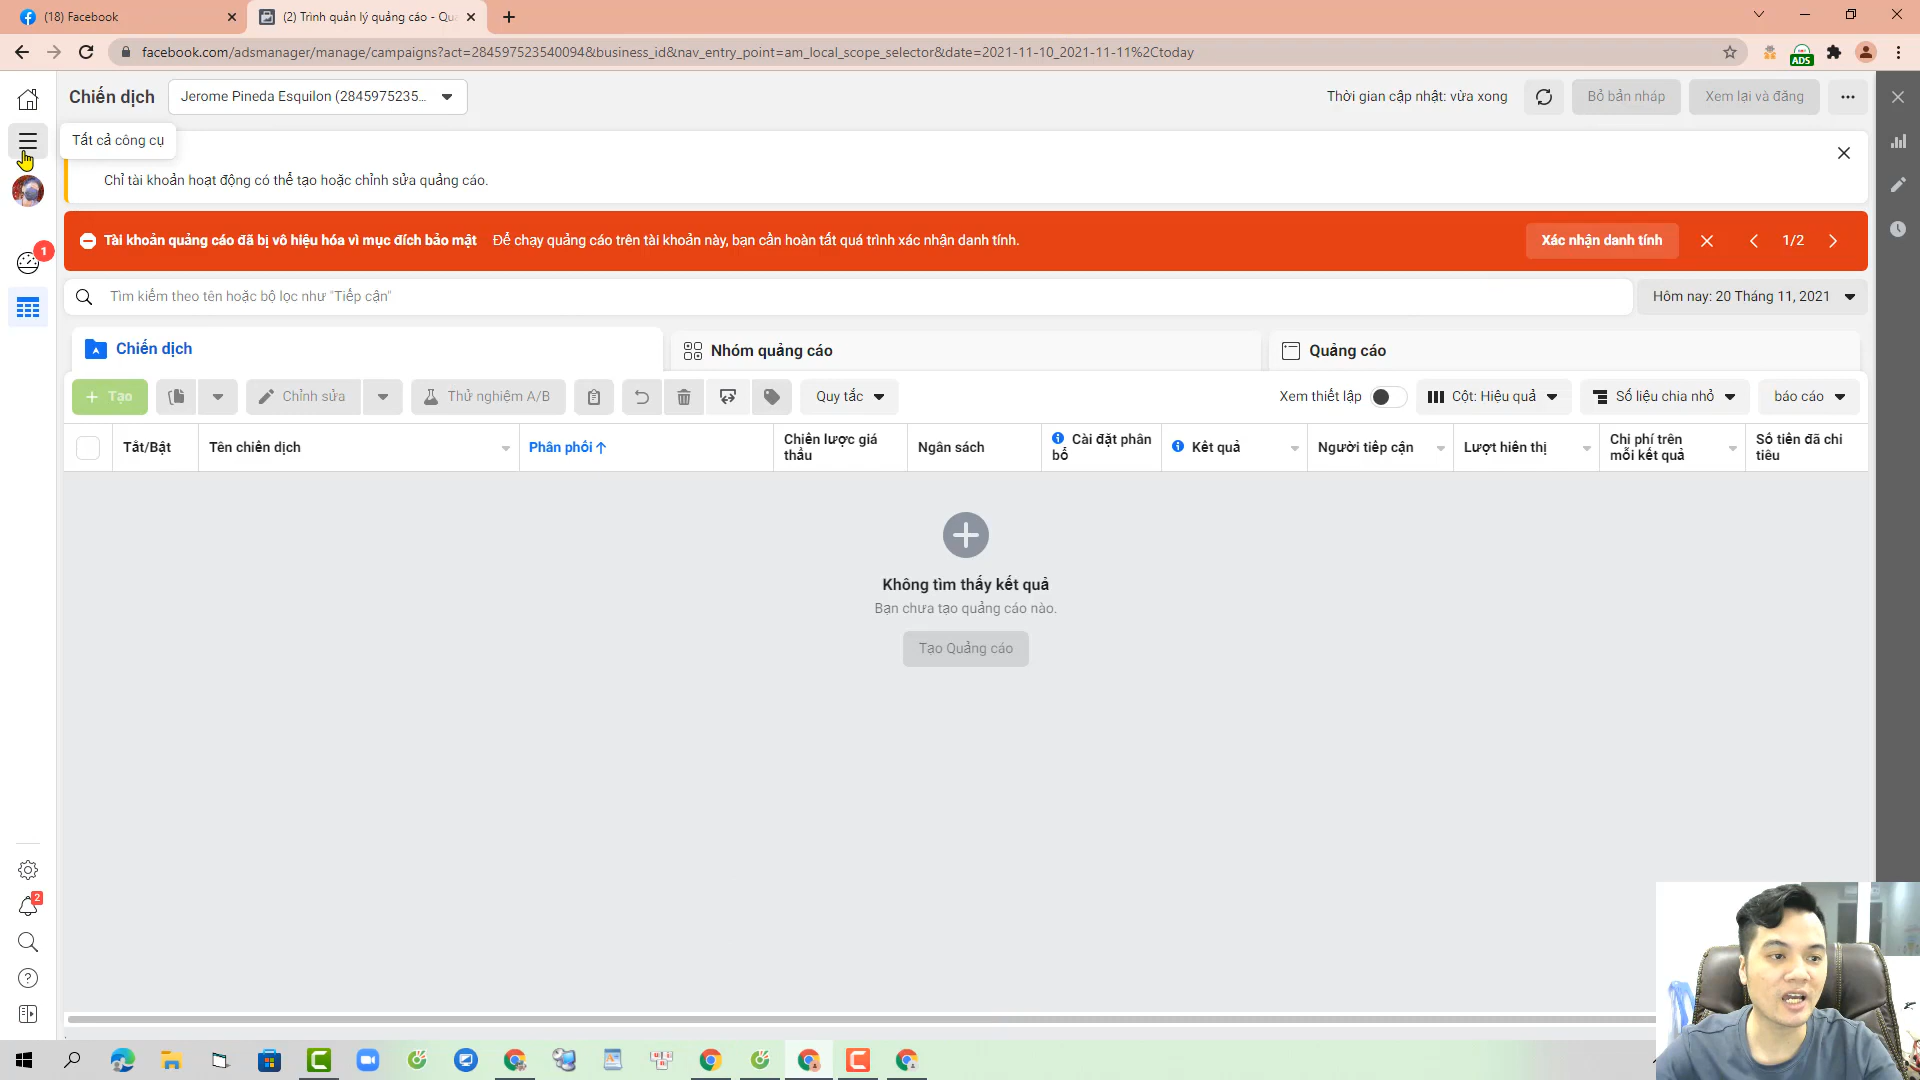 (18) Facebook
(2) Trình quản lý quảng cáo - Quả
facebook.com/adsmanager/manage/campaigns?act=284597523540094&business_id&nav_entry_point=am_local_scope_selector&date=2021-11-10_2021-11-11%2Ctoday
ADS
Chiến dịch
Jerome Pineda Esquilon (2845975235...
Thời gian cập nhật: vừa xong
Bỏ bản nháp
Xem lại và đăng
Tất cả công cụ
Chỉ tài khoản hoạt động có thể tạo hoặc chỉnh sửa quảng cáo.
Tài khoản quảng cáo đã bị vô hiệu hóa vì mục đích bảo mật
Để chạy quảng cáo trên tài khoản này, bạn cần hoàn tất quá trình xác nhận danh tính.
Xác nhận danh tính
1/2
1
Tìm kiếm theo tên hoặc bộ lọc như "Tiếp cận"
Hôm nay: 20 Tháng 11, 2021
Chiến dịch
Nhóm quảng cáo
Quảng cáo
+ Tạo
Chỉnh sửa
Thử nghiệm A/B
Quy tắc
Xem thiết lập
Cột: Hiệu quả
Số liệu chia nhỏ
báo cáo
Tắt/Bật
Tên chiến dịch
Phân phối ↑
Chiến lược giá
thầu
Ngân sách
Cài đặt phân
bổ
Kết quả
Người tiếp cận
Lượt hiển thị
Chi phí trên
mỗi kết quả
Số tiền đã chi
tiêu
Không tìm thấy kết quả
Bạn chưa tạo quảng cáo nào.
Tạo Quảng cáo
2